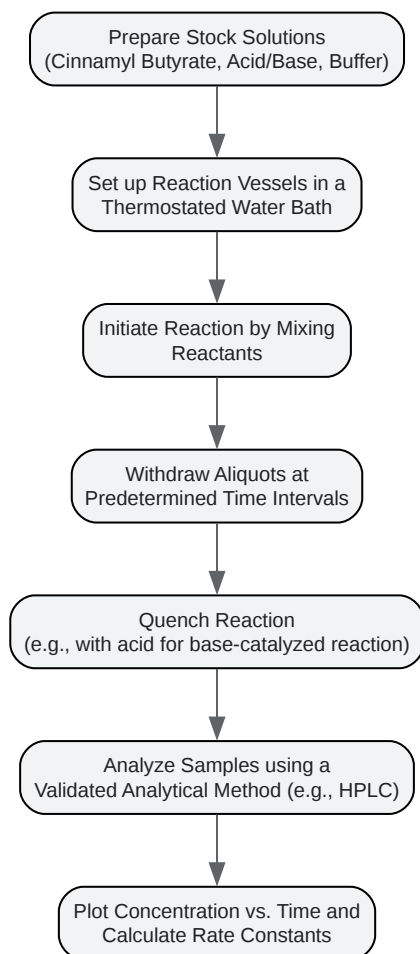 Prepare Stock Solutions
(Cinnamyl Butyrate, Acid/Base, Buffer)
Set up Reaction Vessels in a
Thermostated Water Bath
Initiate Reaction by Mixing
Reactants
Withdraw Aliquots at
Predetermined Time Intervals
Quench Reaction
(e.g., with acid for base-catalyzed reaction)
Analyze Samples using a
Validated Analytical Method (e.g., HPLC)
Plot Concentration vs. Time and
Calculate Rate Constants